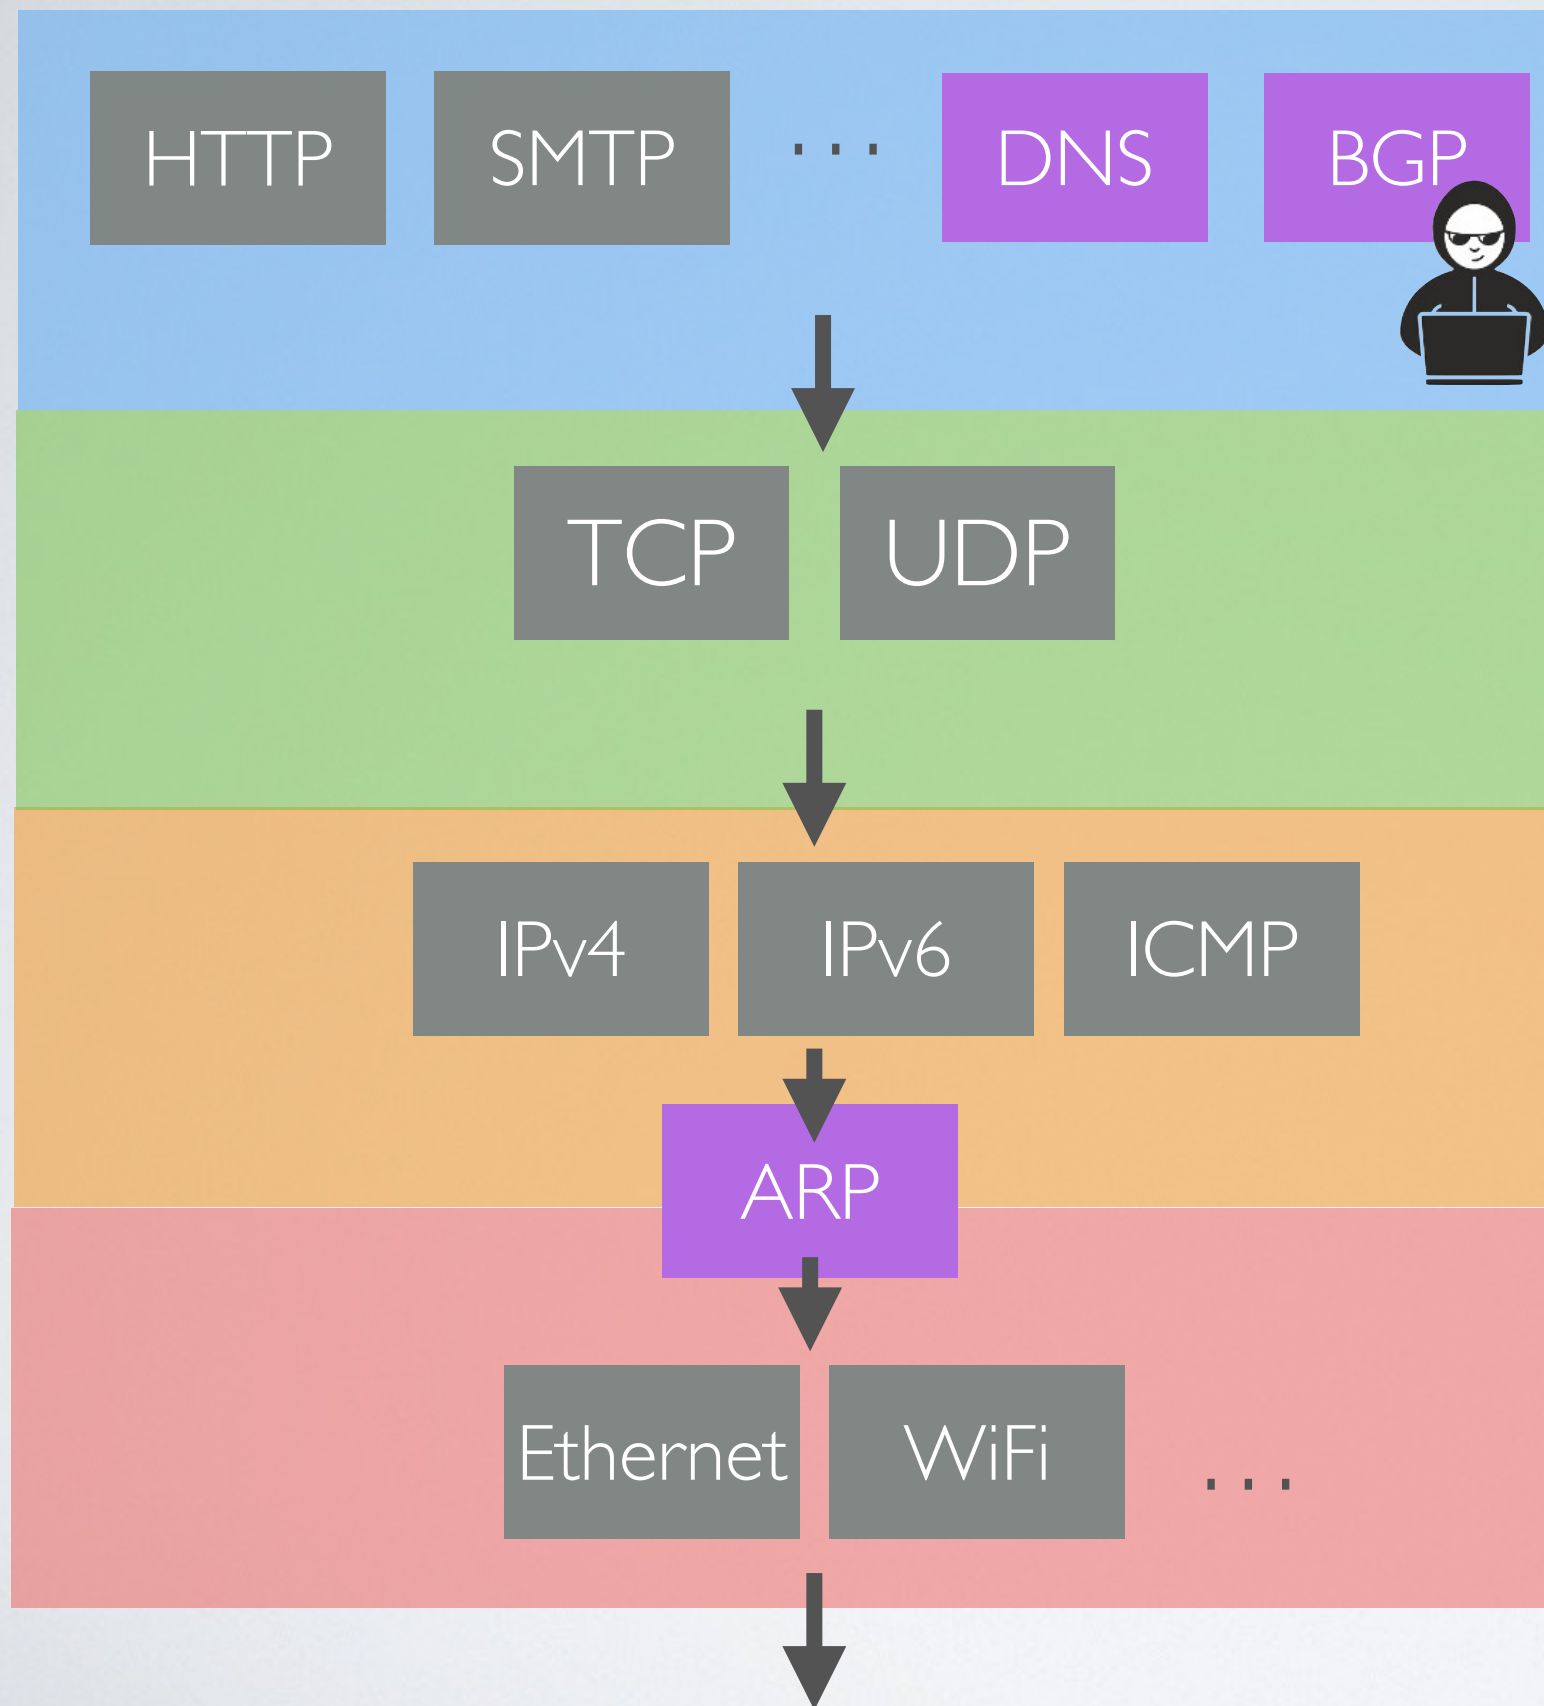 HTTP SMTP ... DNS BGP
TCP UDP
IPv4 IPv6 ICMP
ARP
Ethernet WiFi ...